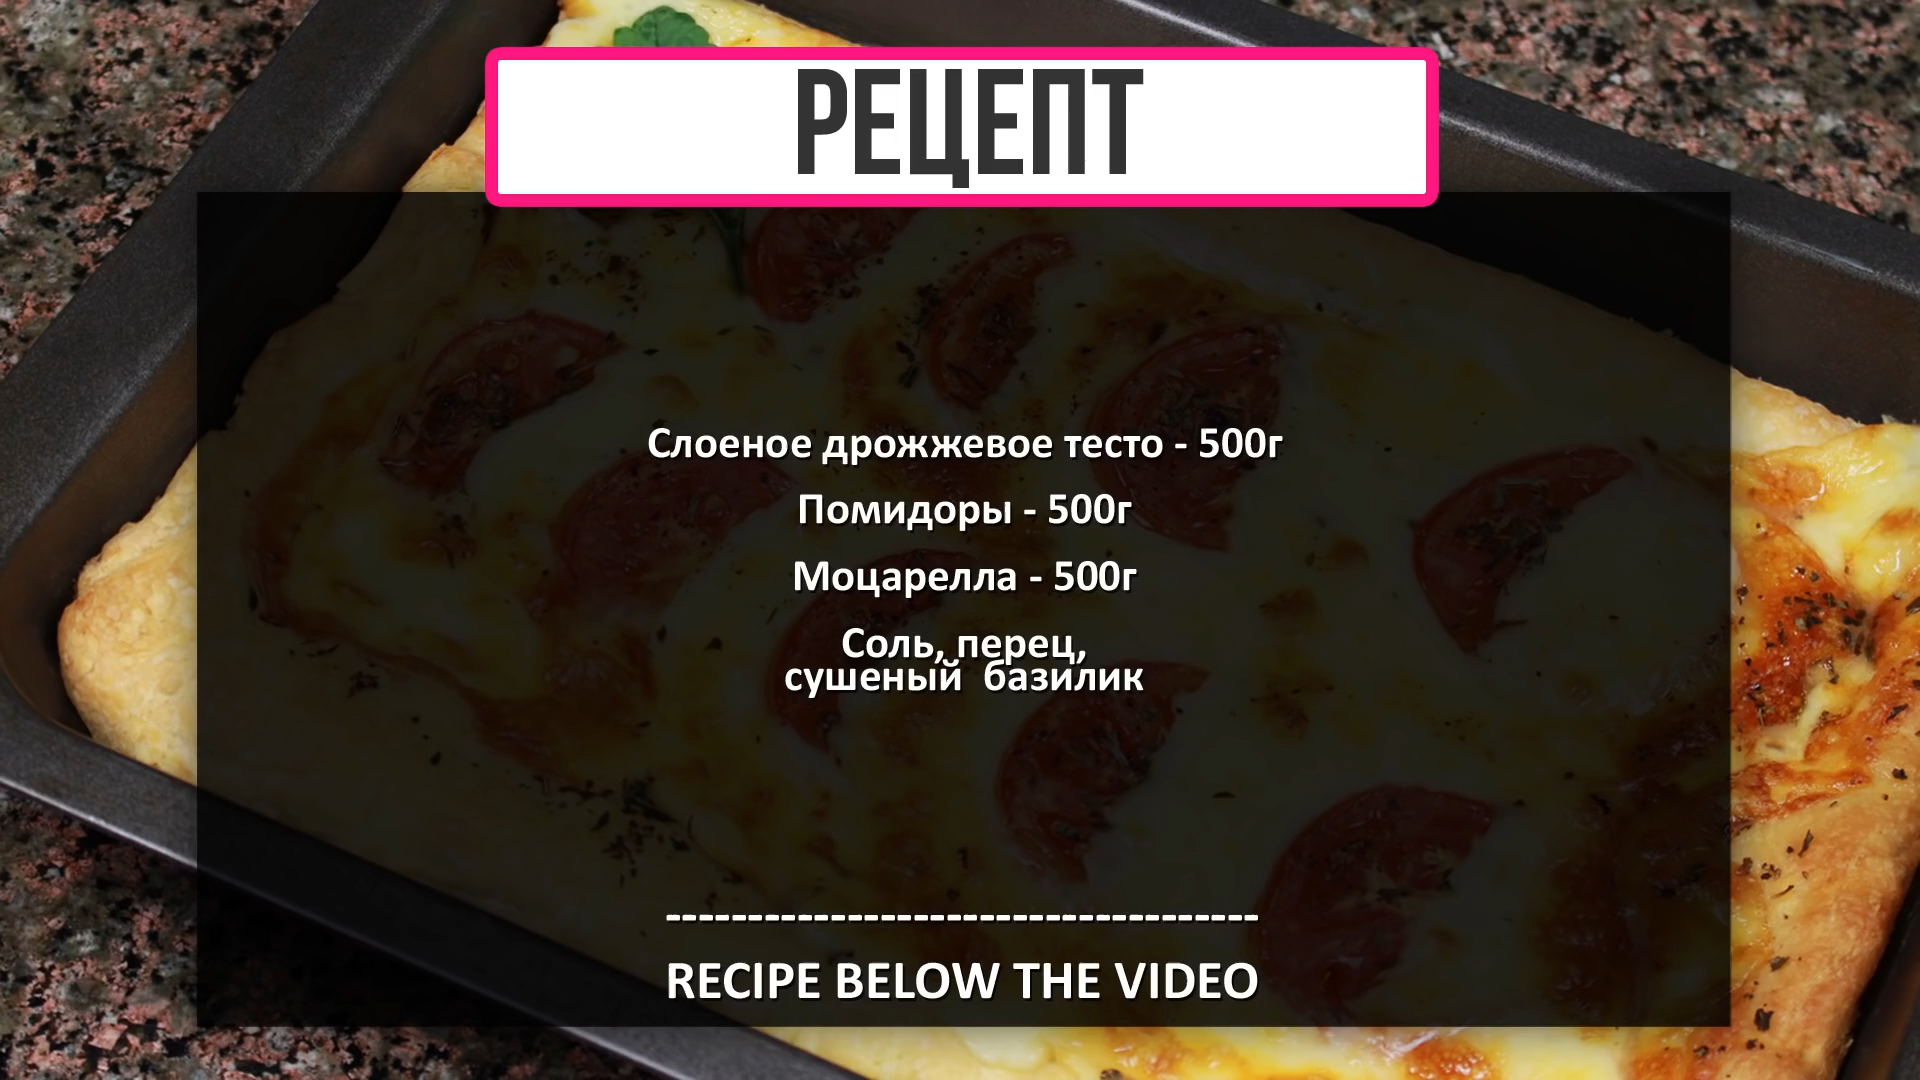 РЕЦЕПТ
Слоеное дрожжевое тесто - 500г
Помидоры - 500г
Моцарелла - 500г
Соль, перец,
сушеный базилик
------------------------------------
RECIPE BELOW THE VIDEO